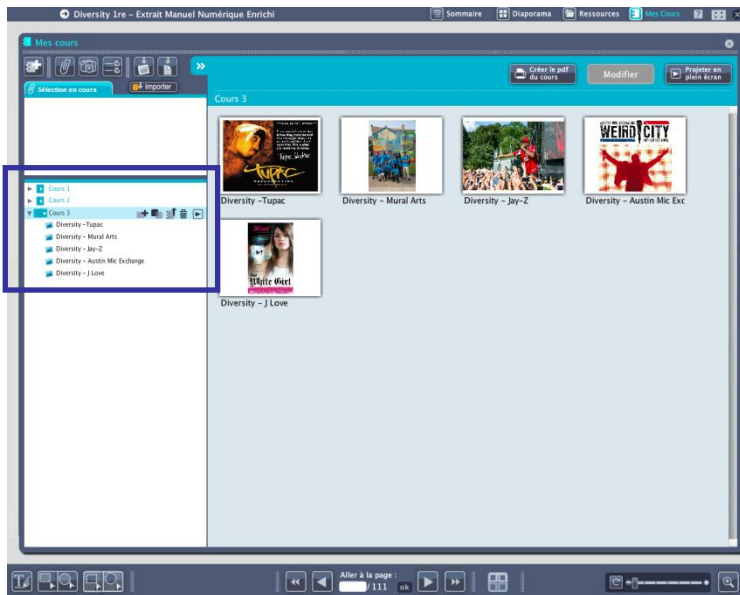 Diversity 1re – Extrait Manuel Numérique Enrichi
Sommaire
Diaporama
Ressources
Mes Cours
?
Mes cours
»
Créer le pdf
du cours
Modifier
Projeter en
plein écran
Sélection en cours
Importer
Cours 3
Cours 1
Cours 2
Cours 3
Diversity -Tupac
Diversity – Mural Arts
Diversity – Jay-Z
Diversity – Austin Mic Exchange
Diversity – J Love
TUPAC
WEIRD CITY
Diversity -Tupac
Diversity – Mural Arts
Diversity – Jay-Z
Diversity – Austin Mic Exc
White Girl
Diversity – J Love
Aller à la page :
/111
ok